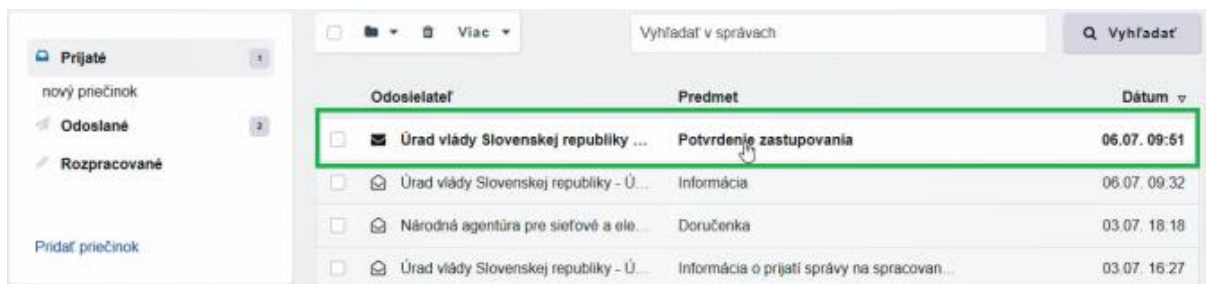 Viac
Vyhľadať v správach
Vyhľadať
Prijaté 1
nový priečinok
Odoslané 2
Rozpracované
Pridať priečinok
Odosielateľ Predmet Dátum
Úrad vlády Slovenskej republiky ... Potvrdenie zastupovania 06.07. 09:51
Úrad vlády Slovenskej republiky - Ú... Informácia 06.07. 09:32
Národná agentúra pre sieťové a ele... Doručenka 03.07. 18:18
Úrad vlády Slovenskej republiky - Ú... Informácia o prijatí správy na spracovan... 03.07. 16:27